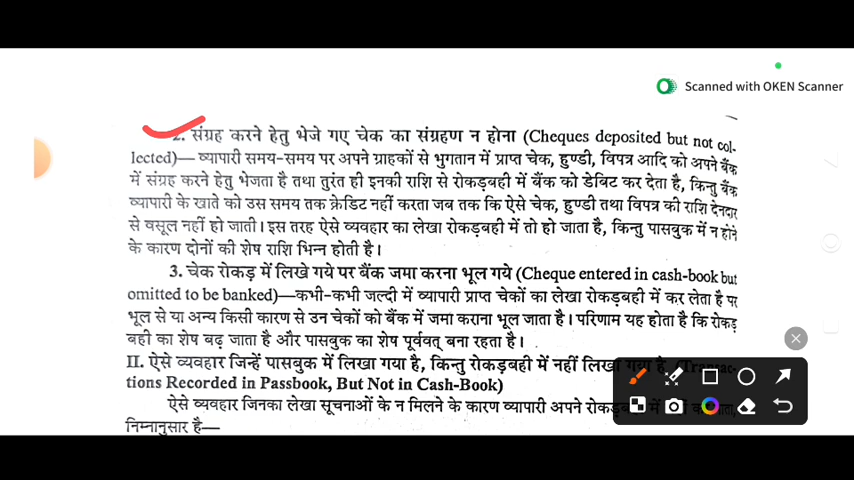 Scanned with OKEN Scanner
2. संग्रह करने हेतु भेजे गए चेक का संग्रहण न होना (Cheques deposited but not col-
lected)— व्यापारी समय-समय पर अपने ग्राहकों से भुगतान में प्राप्त चेक, हुण्डी, विपत्र आदि को अपने बैंक
में संग्रह करने हेतु भेजता है तथा तुरंत ही इनकी राशि से रोकड़बही में बैंक को डेबिट कर देता है, किन्तु बैंक
व्यापारी के खाते को उस समय तक क्रेडिट नहीं करता जब तक कि ऐसे चेक, हुण्डी तथा विपत्र की राशि देनदार
से वसूल नहीं हो जाती। इस तरह ऐसे व्यवहार का लेखा रोकड़बही में तो हो जाता है, किन्तु पासबुक में न होने
के कारण दोनों की शेष राशि भिन्न होती है।
3. चेक रोकड़ में लिखे गये पर बैंक जमा करना भूल गये (Cheque entered in cash-book but
omitted to be banked)—कभी-कभी जल्दी में व्यापारी प्राप्त चेकों का लेखा रोकड़बही में कर लेता है पर
भूल से या अन्य किसी कारण से उन चेकों को बैंक में जमा कराना भूल जाता है। परिणाम यह होता है कि रोकड़
बही का शेष बढ़ जाता है और पासबुक का शेष पूर्ववत् बना रहता है।
II. ऐसे व्यवहार जिन्हें पासबुक में लिखा गया है, किन्तु रोकड़बही में नहीं लिखा गया है, (Transac-
tions Recorded in Passbook, But Not in Cash-Book)
ऐसे व्यवहार जिनका लेखा सूचनाओं के न मिलने के कारण व्यापारी अपने में
निम्नानुसार है—